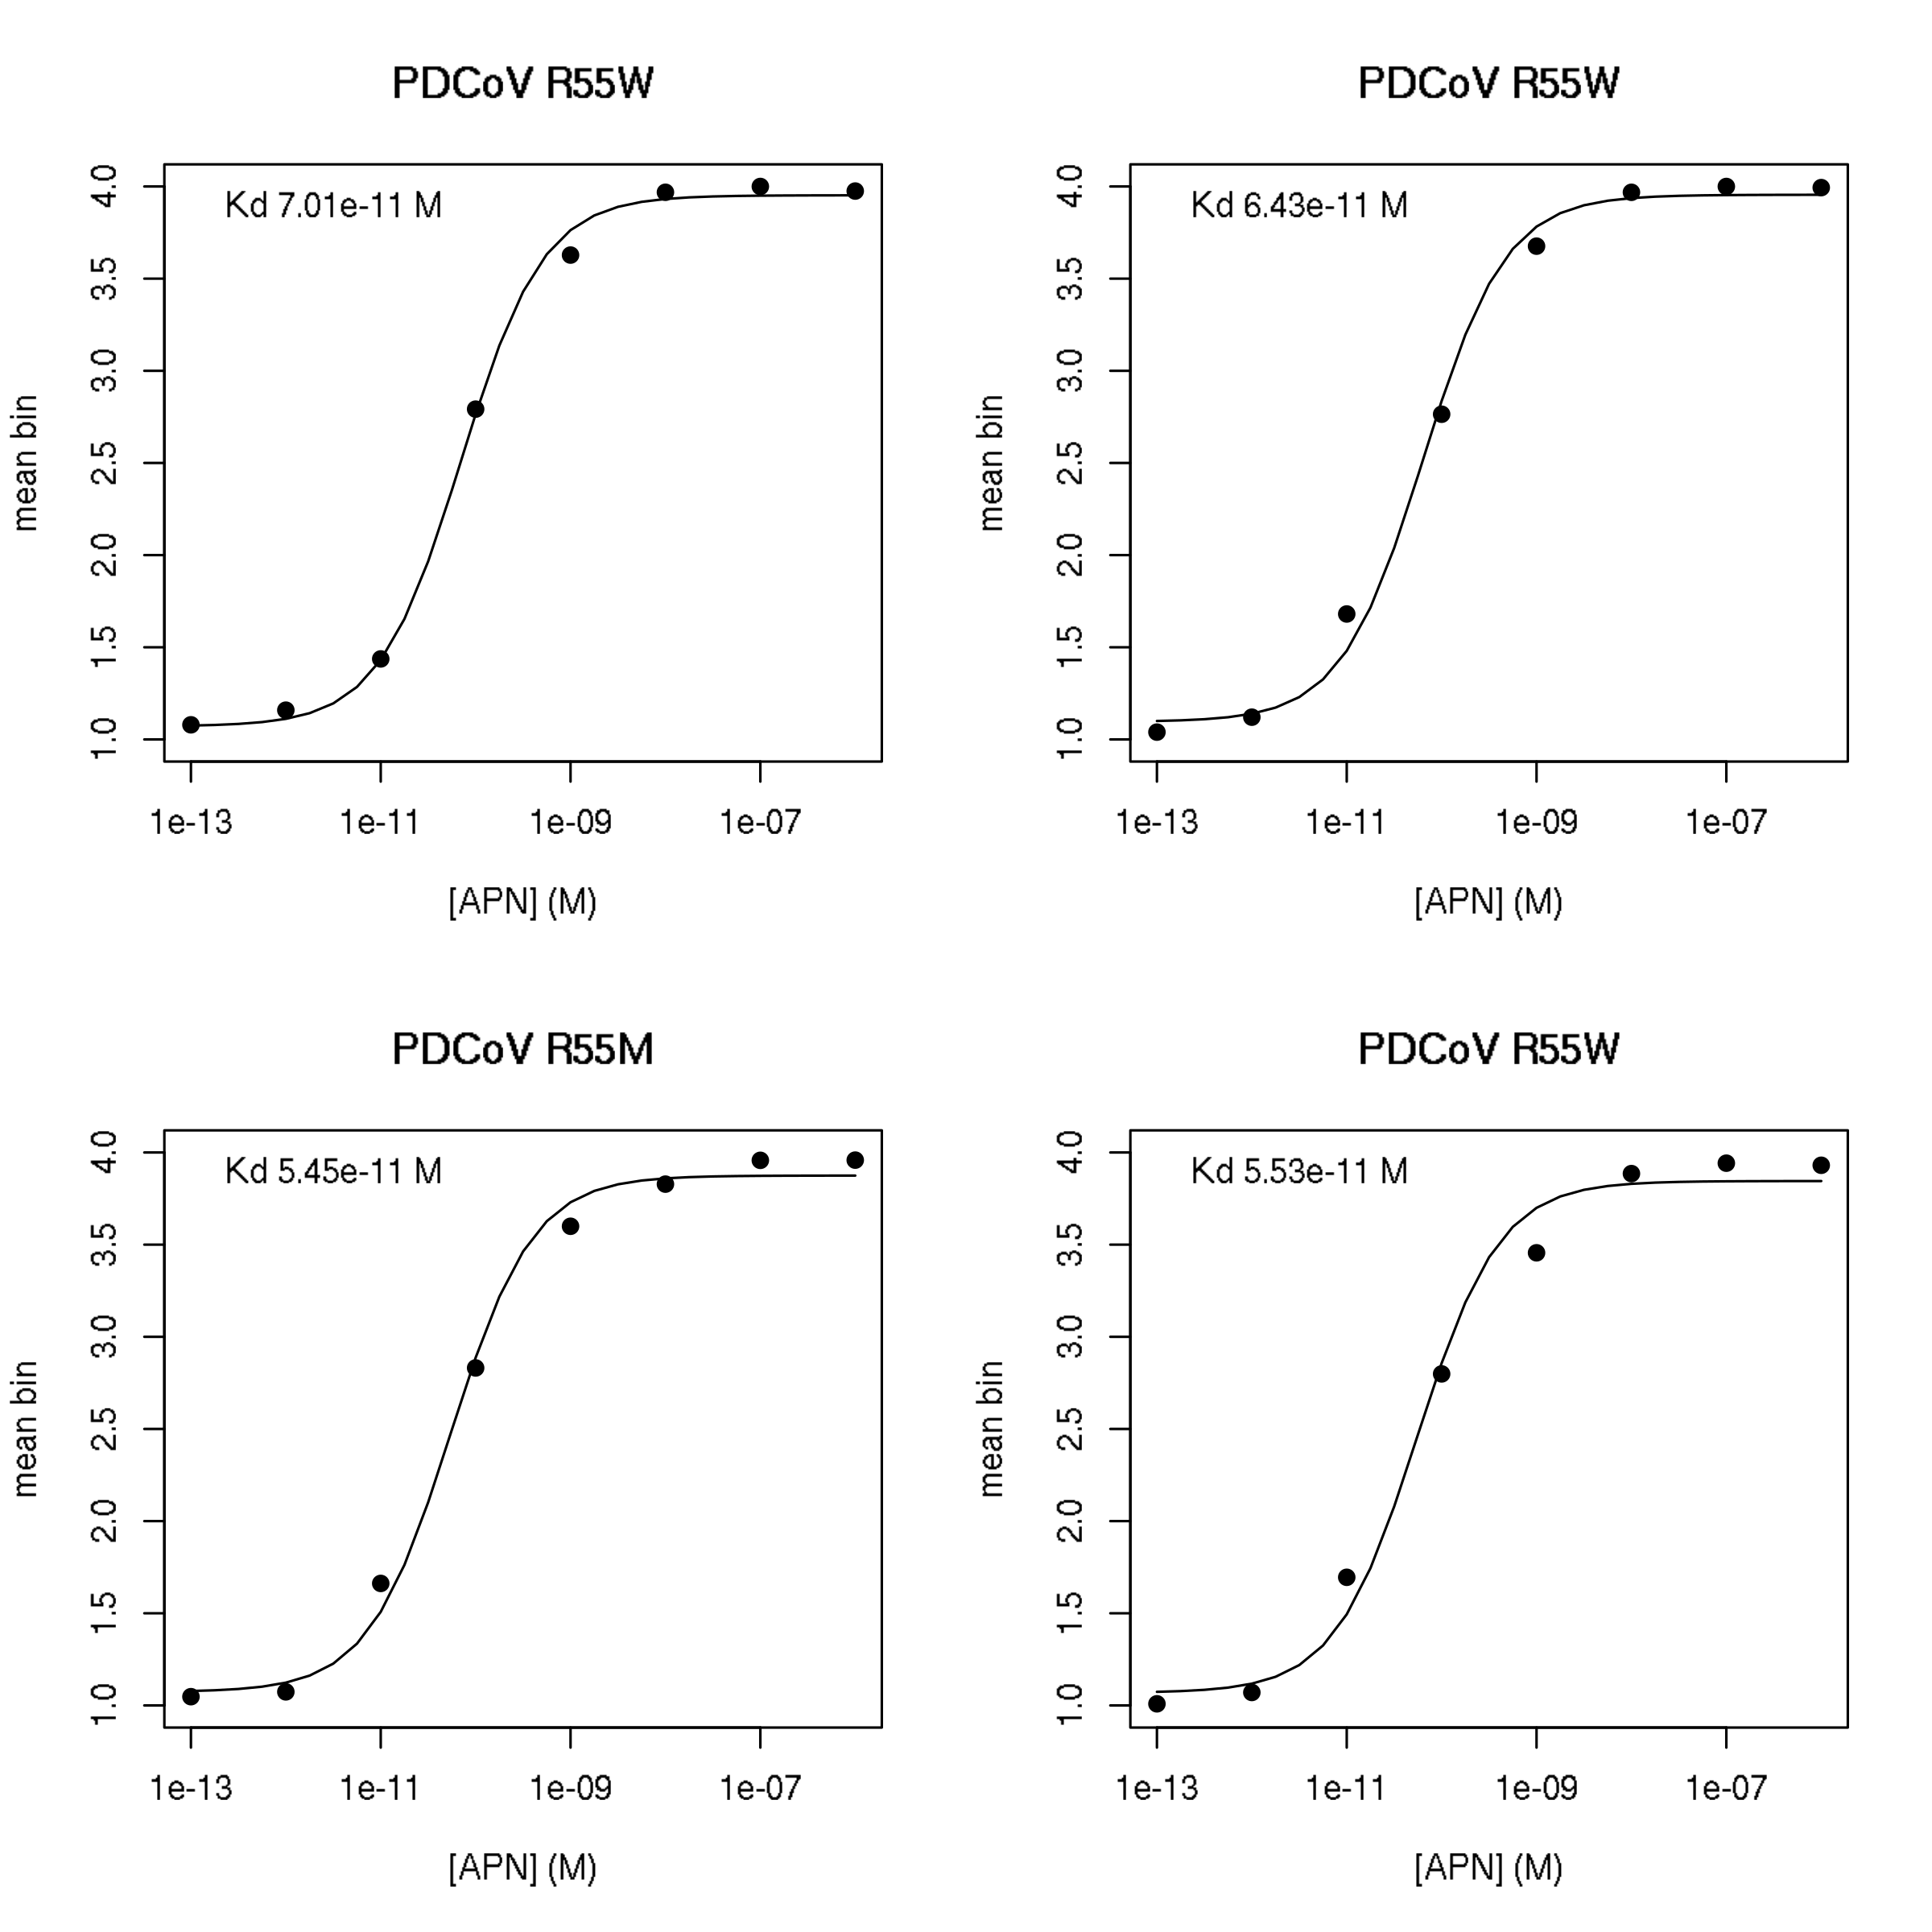 PDCoV R55W
Kd 7.01e-11 M
mean bin
4.0
3.5
3.0
2.5
2.0
1.5
1.0
1e-13 1e-11 1e-09 1e-07
[APN] (M)
PDCoV R55W
Kd 6.43e-11 M
mean bin
4.0
3.5
3.0
2.5
2.0
1.5
1.0
1e-13 1e-11 1e-09 1e-07
[APN] (M)
PDCoV R55M
Kd 5.45e-11 M
mean bin
4.0
3.5
3.0
2.5
2.0
1.5
1.0
1e-13 1e-11 1e-09 1e-07
[APN] (M)
PDCoV R55W
Kd 5.53e-11 M
mean bin
4.0
3.5
3.0
2.5
2.0
1.5
1.0
1e-13 1e-11 1e-09 1e-07
[APN] (M)